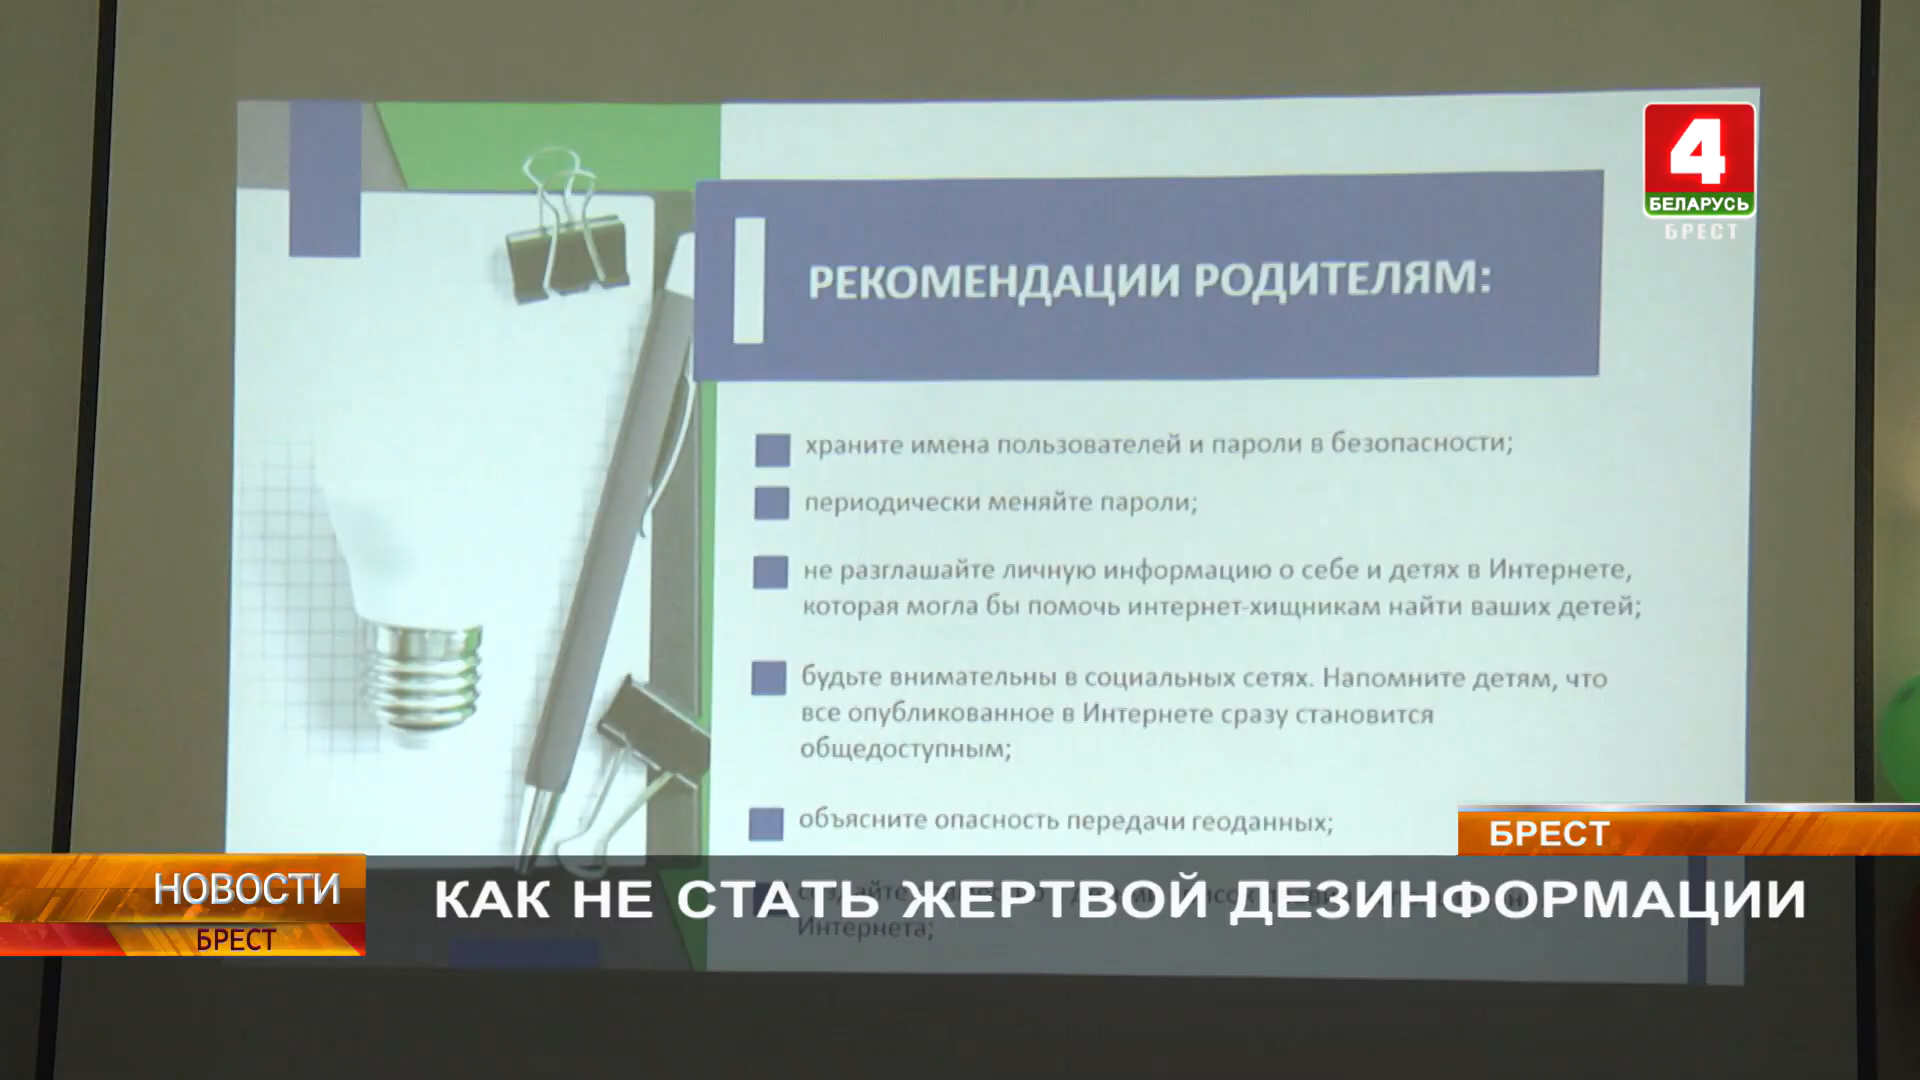 4
БЕЛАРУСЬ
БРЕСТ
РЕКОМЕНДАЦИИ РОДИТЕЛЯМ:
храните имена пользователей и пароли в безопасности;
периодически меняйте пароли;
не разглашайте личную информацию о себе и детях в Интернете,
которая могла бы помочь интернет-хищникам найти ваших детей;
будьте внимательны в социальных сетях. Напомните детям, что
все опубликованное в Интернете сразу становится
общедоступным;
объясните опасность передачи геоданных;
Интернета;
БРЕСТ
НОВОСТИ
БРЕСТ
КАК НЕ СТАТЬ ЖЕРТВОЙ ДЕЗИНФОРМАЦИИ